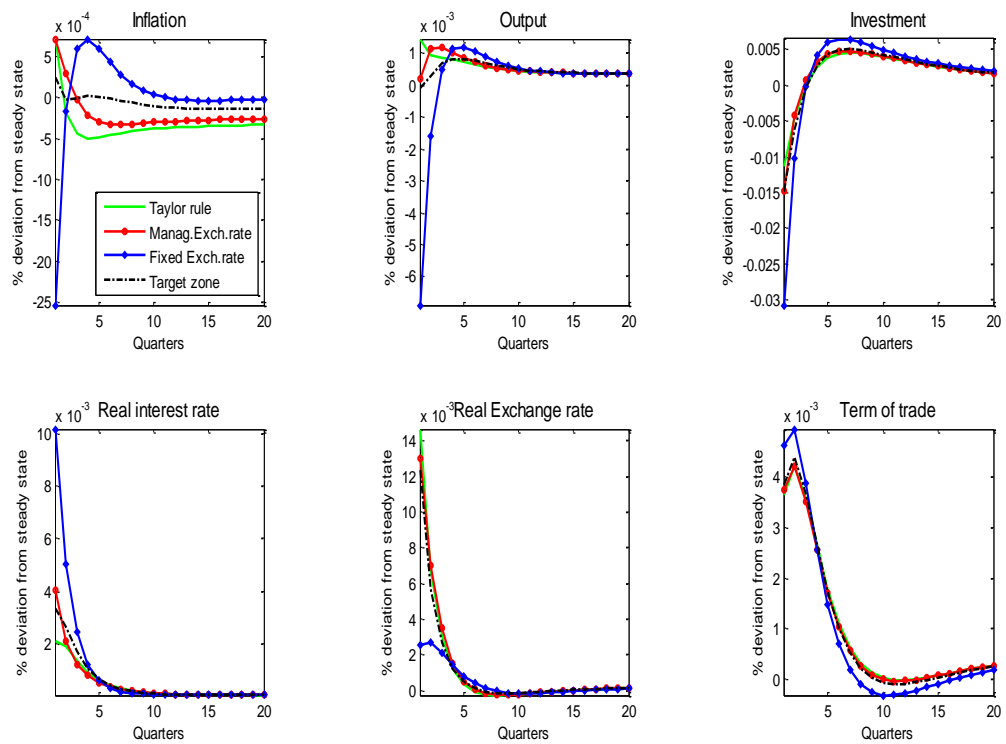 Inflation
x 10⁻⁴
% deviation from steady state
5
0
-5
-10
-15
-20
-25
5 10 15 20
Quarters
Taylor rule
Manag.Exch.rate
Fixed Exch.rate
Target zone
Output
x 10⁻³
% deviation from steady state
1
0
-1
-2
-3
-4
-5
-6
5 10 15 20
Quarters
Investment
% deviation from steady state
0.005
0
-0.005
-0.01
-0.015
-0.02
-0.025
-0.03
5 10 15 20
Quarters
Real interest rate
x 10⁻³
% deviation from steady state
10
8
6
4
2
5 10 15 20
Quarters
Real Exchange rate
x 10⁻³
% deviation from steady state
14
12
10
8
6
4
2
0
5 10 15 20
Quarters
Term of trade
x 10⁻³
% deviation from steady state
4
3
2
1
0
5 10 15 20
Quarters